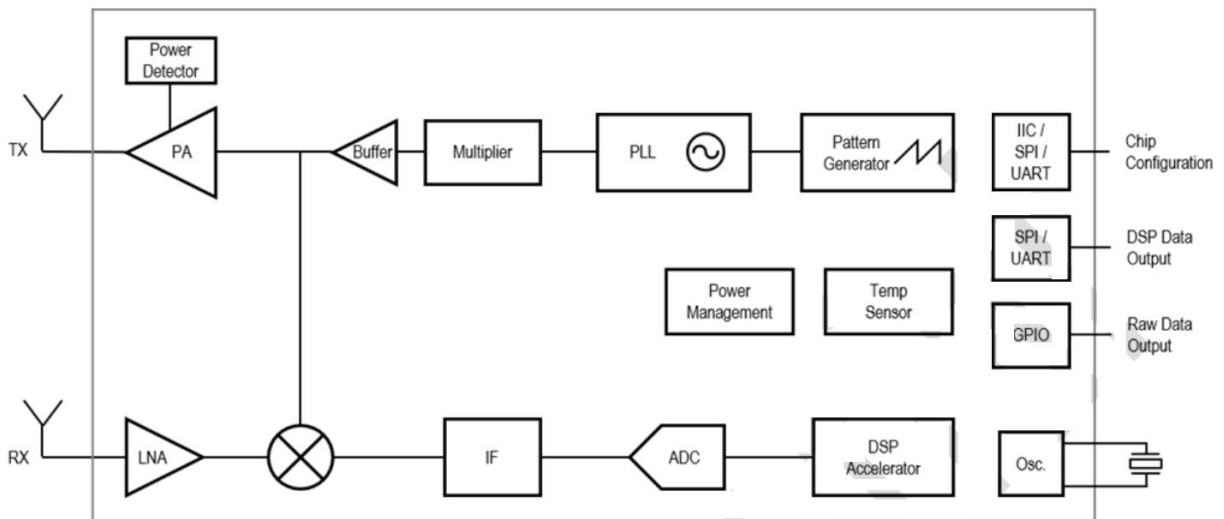 Power
Detector
TX
PA
Buffer
Multiplier
PLL
Pattern
Generator
IIC /
SPI /
UART
Chip
Configuration
SPI /
UART
DSP Data
Output
Power
Management
Temp
Sensor
GPIO
Raw Data
Output
RX
LNA
IF
ADC
DSP
Accelerator
Osc.